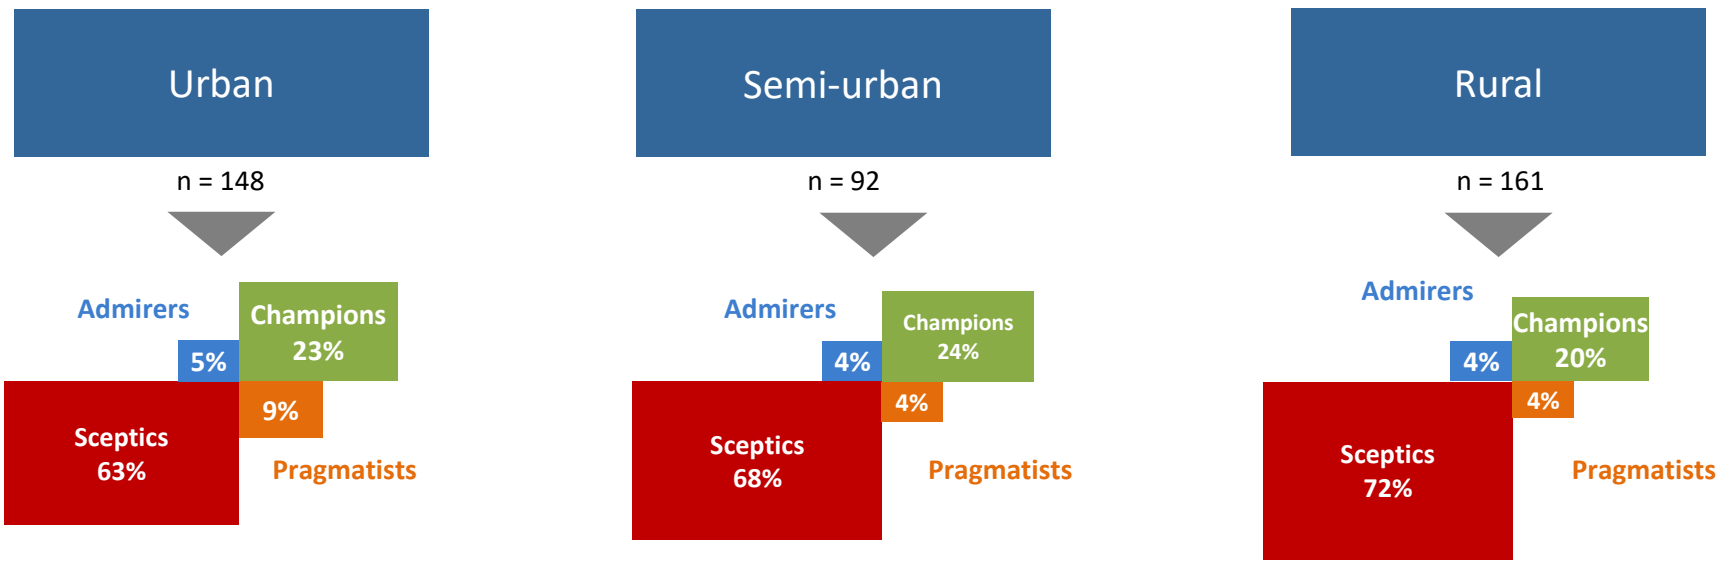 Urban
n = 148
Admirers
Champions
23%
5%
9%
Sceptics
63%
Pragmatists
Semi-urban
n = 92
Admirers
Champions
24%
4%
4%
Sceptics
68%
Pragmatists
Rural
n = 161
Admirers
Champions
20%
4%
4%
Sceptics
72%
Pragmatists